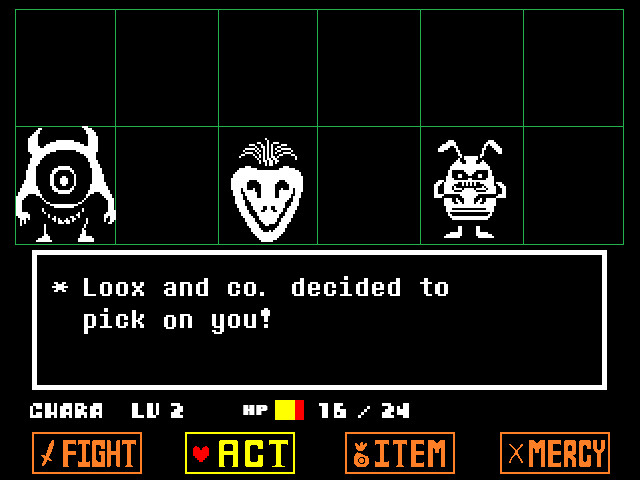 * Loox and co. decided to
pick on you!
CHARA LV 2 HP 16 / 24
FIGHT ACT ITEM MERCY